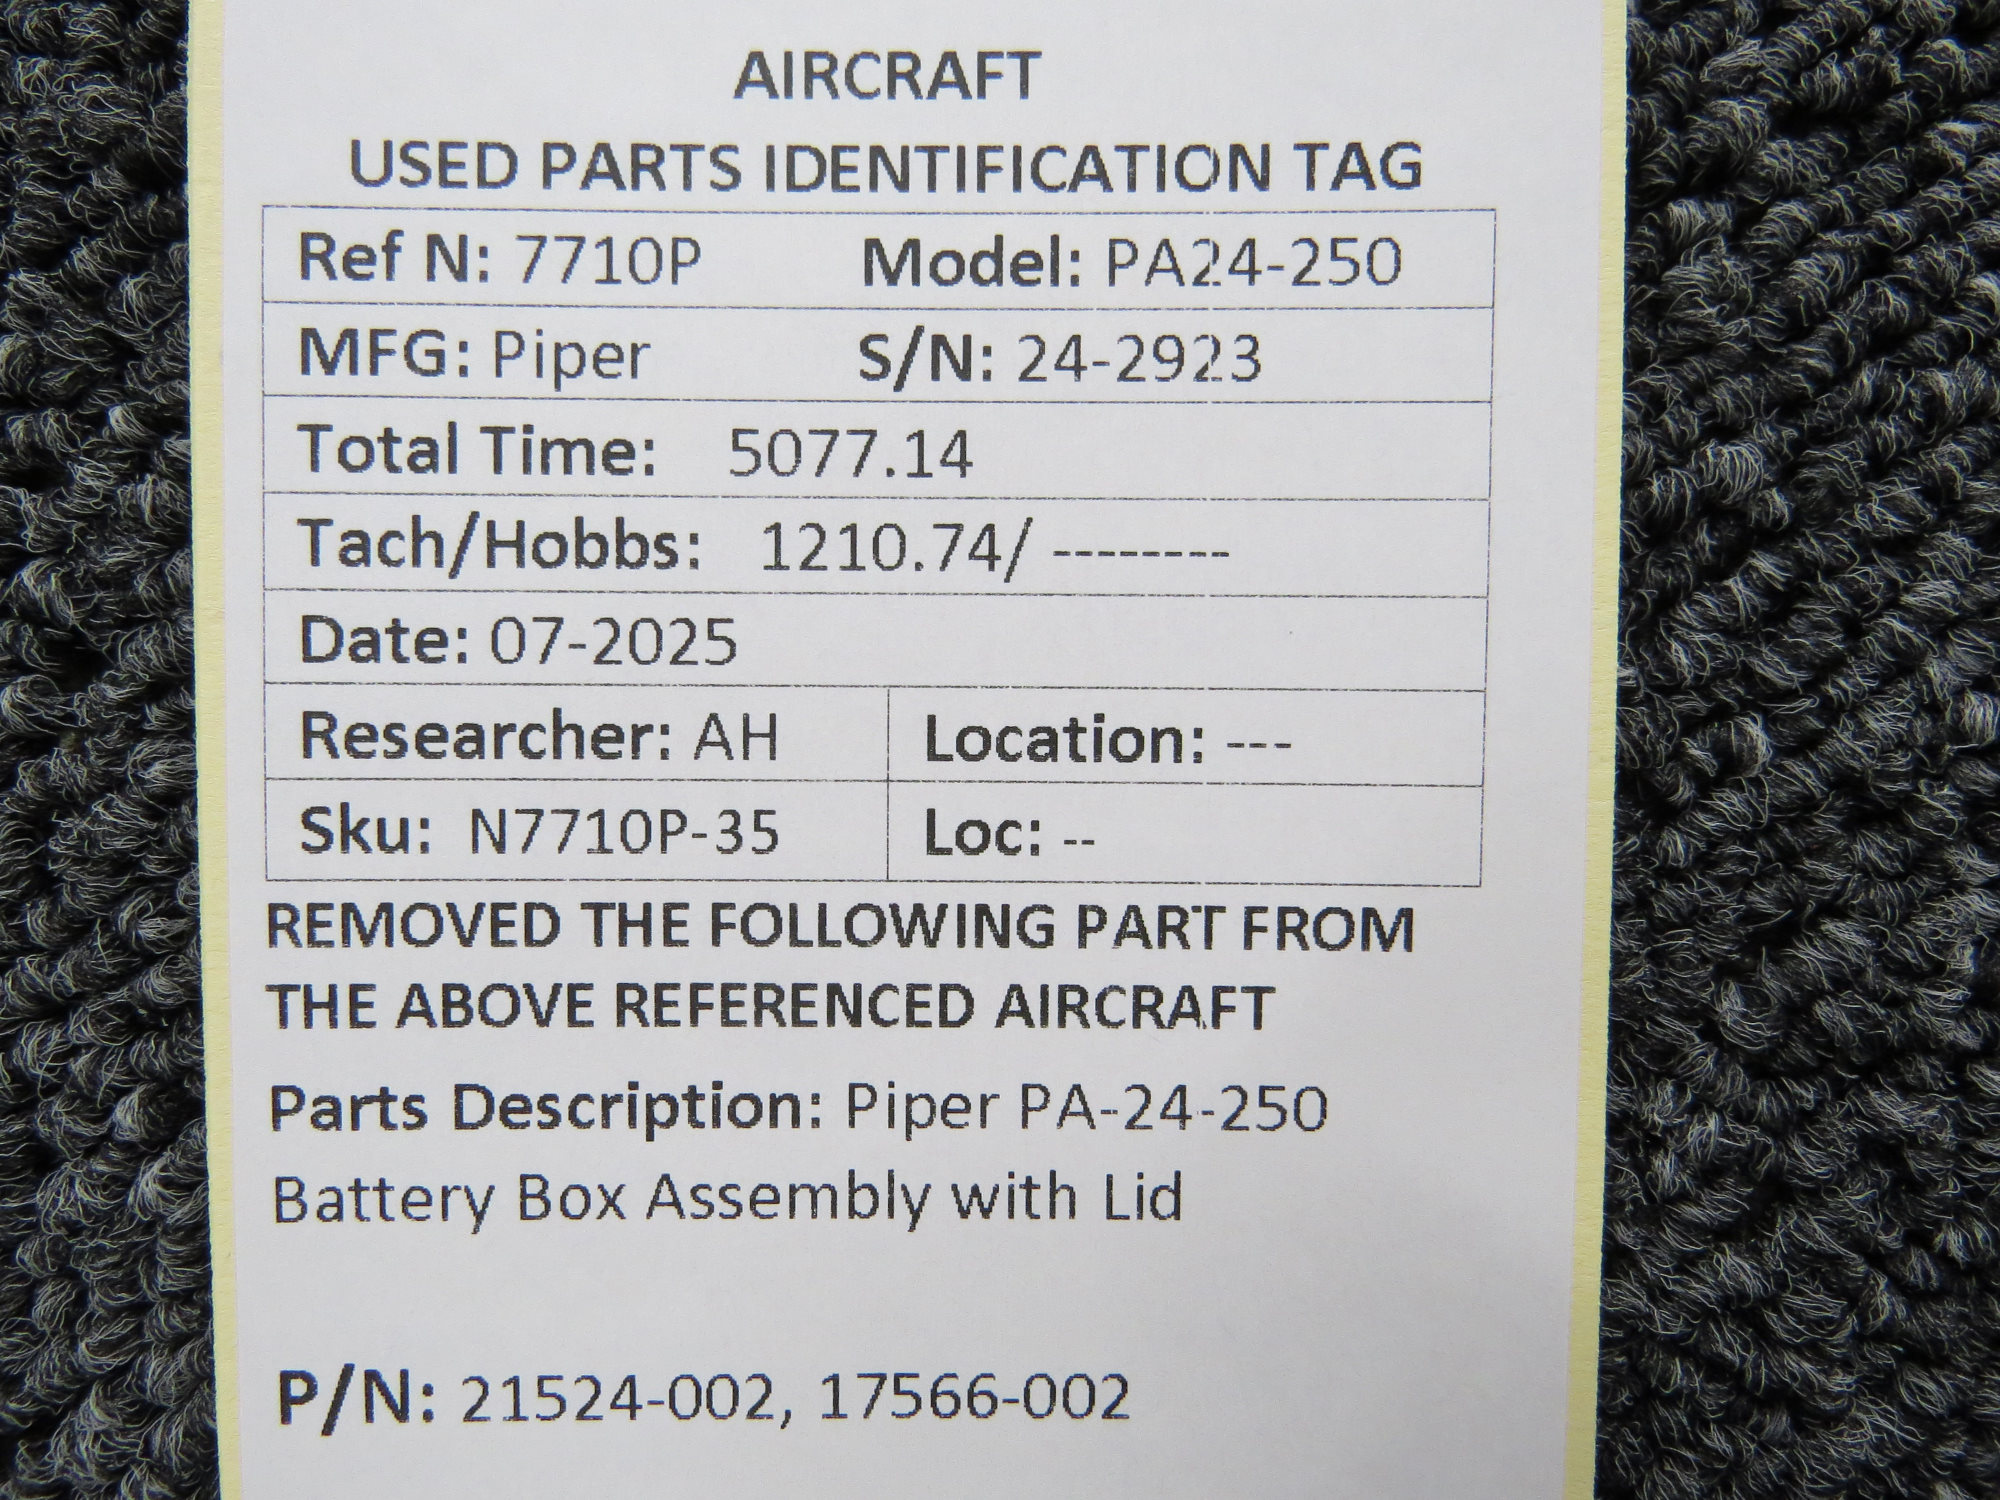 AIRCRAFT
USED PARTS IDENTIFICATION TAG
Ref N: 7710P Model: PA24-250
MFG: Piper S/N: 24-2923
Total Time: 5077.14
Tach/Hobbs: 1210.74/ --------
Date: 07-2025
Researcher: AH Location: ---
Sku: N7710P-35 Loc: --
REMOVED THE FOLLOWING PART FROM
THE ABOVE REFERENCED AIRCRAFT
Parts Description: Piper PA-24-250
Battery Box Assembly with Lid
P/N: 21524-002, 17566-002